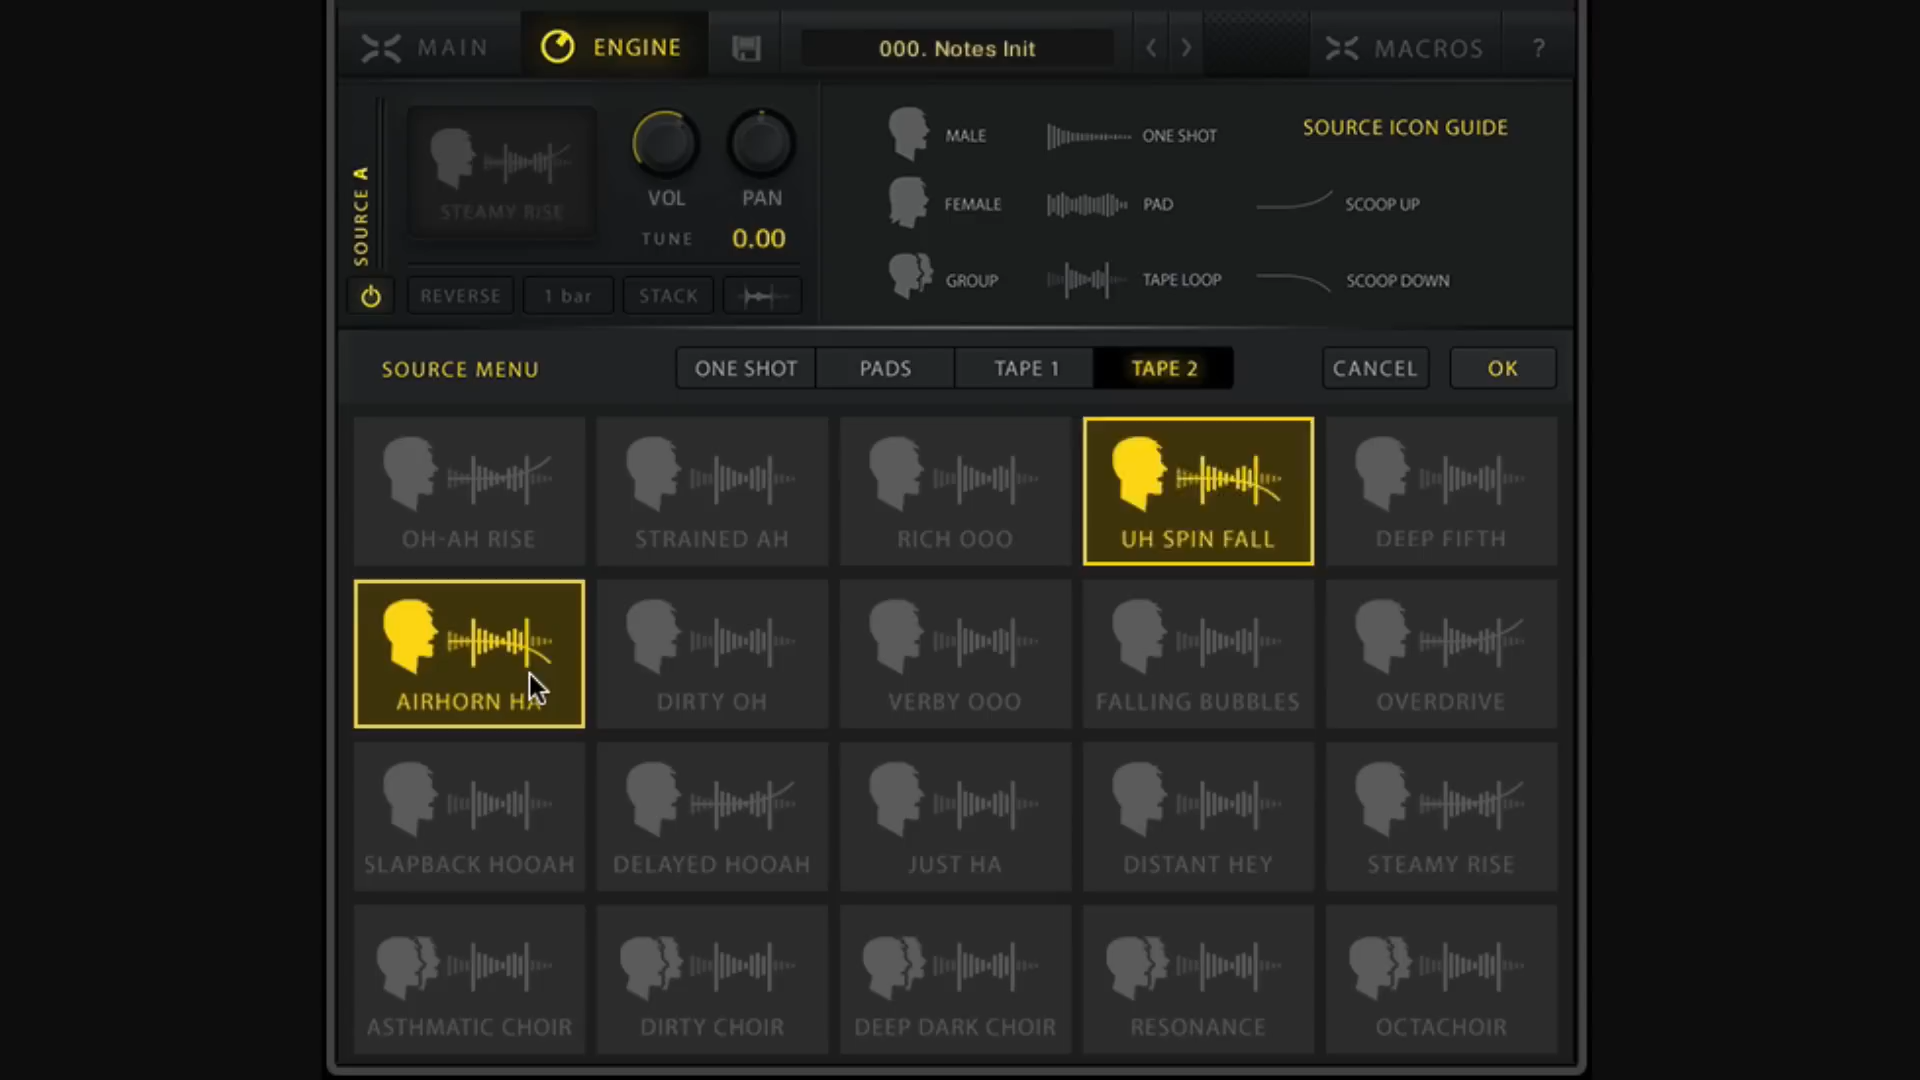 MAIN
ENGINE
000. Notes Init
< >
MACROS
?
SOURCE A
STEAMY RISE
VOL
PAN
TUNE
0.00
REVERSE
1 bar
STACK
MALE
ONE SHOT
SOURCE ICON GUIDE
FEMALE
PAD
SCOOP UP
GROUP
TAPE LOOP
SCOOP DOWN
SOURCE MENU
ONE SHOT
PADS
TAPE 1
TAPE 2
CANCEL
OK
OH-AH RISE
STRAINED AH
RICH OOO
UH SPIN FALL
DEEP FIFTH
AIRHORN HA
DIRTY OH
VERBY OOO
FALLING BUBBLES
OVERDRIVE
SLAPBACK HOOAH
DELAYED HOOAH
JUST HA
DISTANT HEY
STEAMY RISE
ASTHMATIC CHOIR
DIRTY CHOIR
DEEP DARK CHOIR
RESONANCE
OCTACHOIR